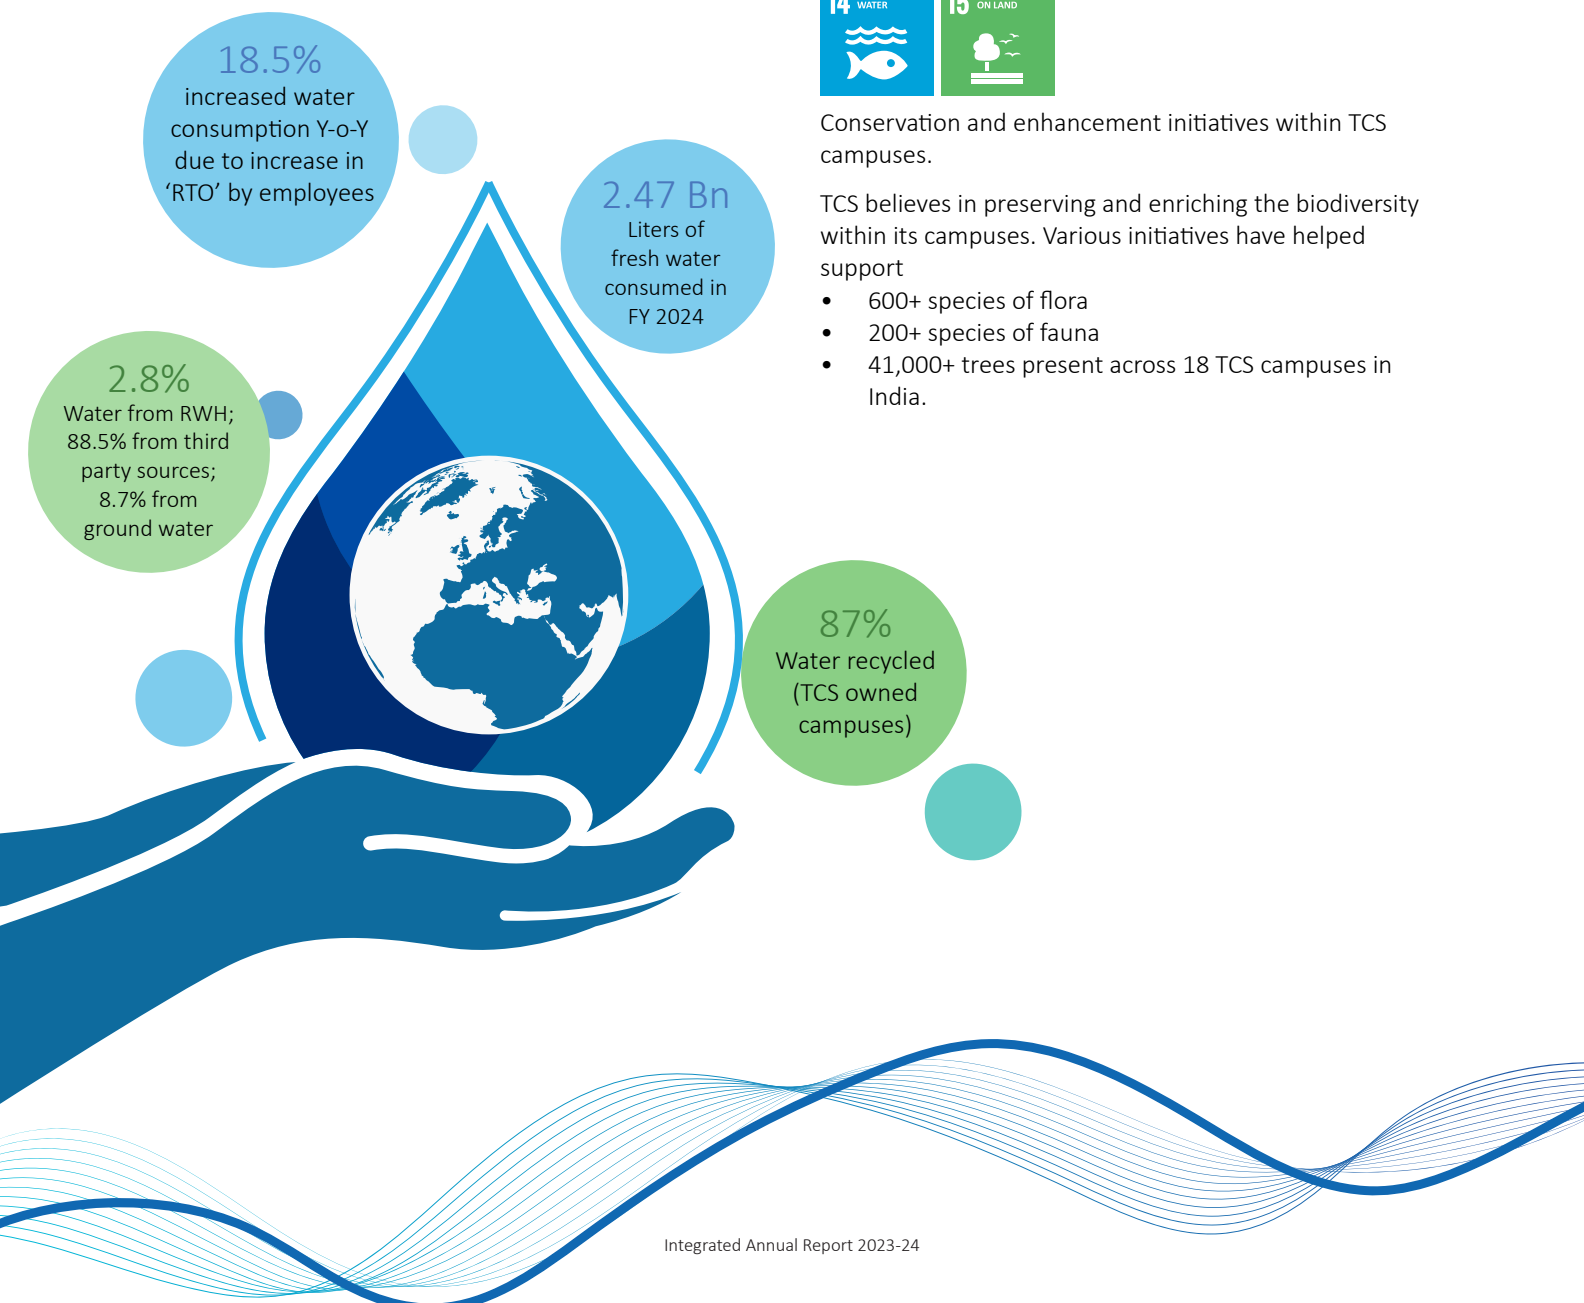 18.5%
increased water
consumption Y-o-Y
due to increase in
‘RTO’ by employees
2.47 Bn
Liters of
fresh water
consumed in
FY 2024
2.8%
Water from RWH;
88.5% from third
party sources;
8.7% from
ground water
87%
Water recycled
(TCS owned
campuses)
14 WATER
15 ON LAND
Conservation and enhancement initiatives within TCS
campuses.
TCS believes in preserving and enriching the biodiversity
within its campuses. Various initiatives have helped
support
• 600+ species of flora
• 200+ species of fauna
• 41,000+ trees present across 18 TCS campuses in
India.
Integrated Annual Report 2023-24